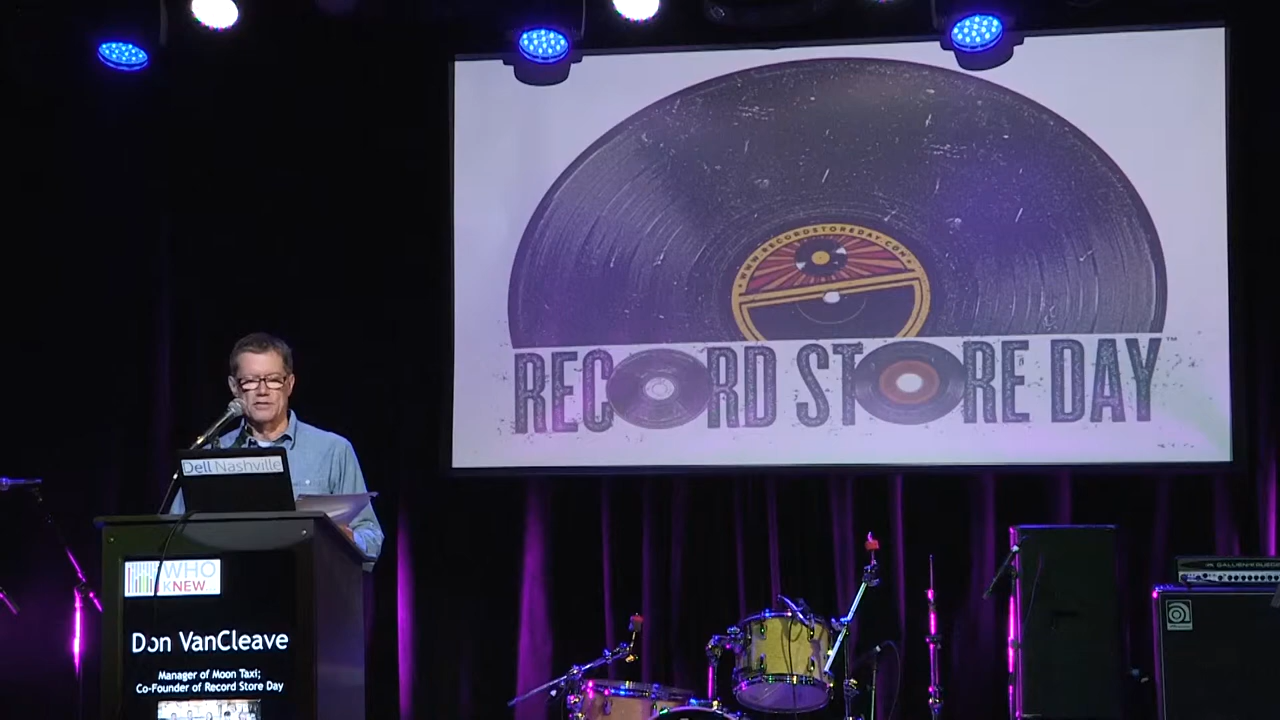 WWW.RECORDSTOREDAY.COM
RECORD STORE DAY™
Dell Nashville
WHO
KNEW
Don VanCleave
Manager of Moon Taxi;
Co-Founder of Record Store Day